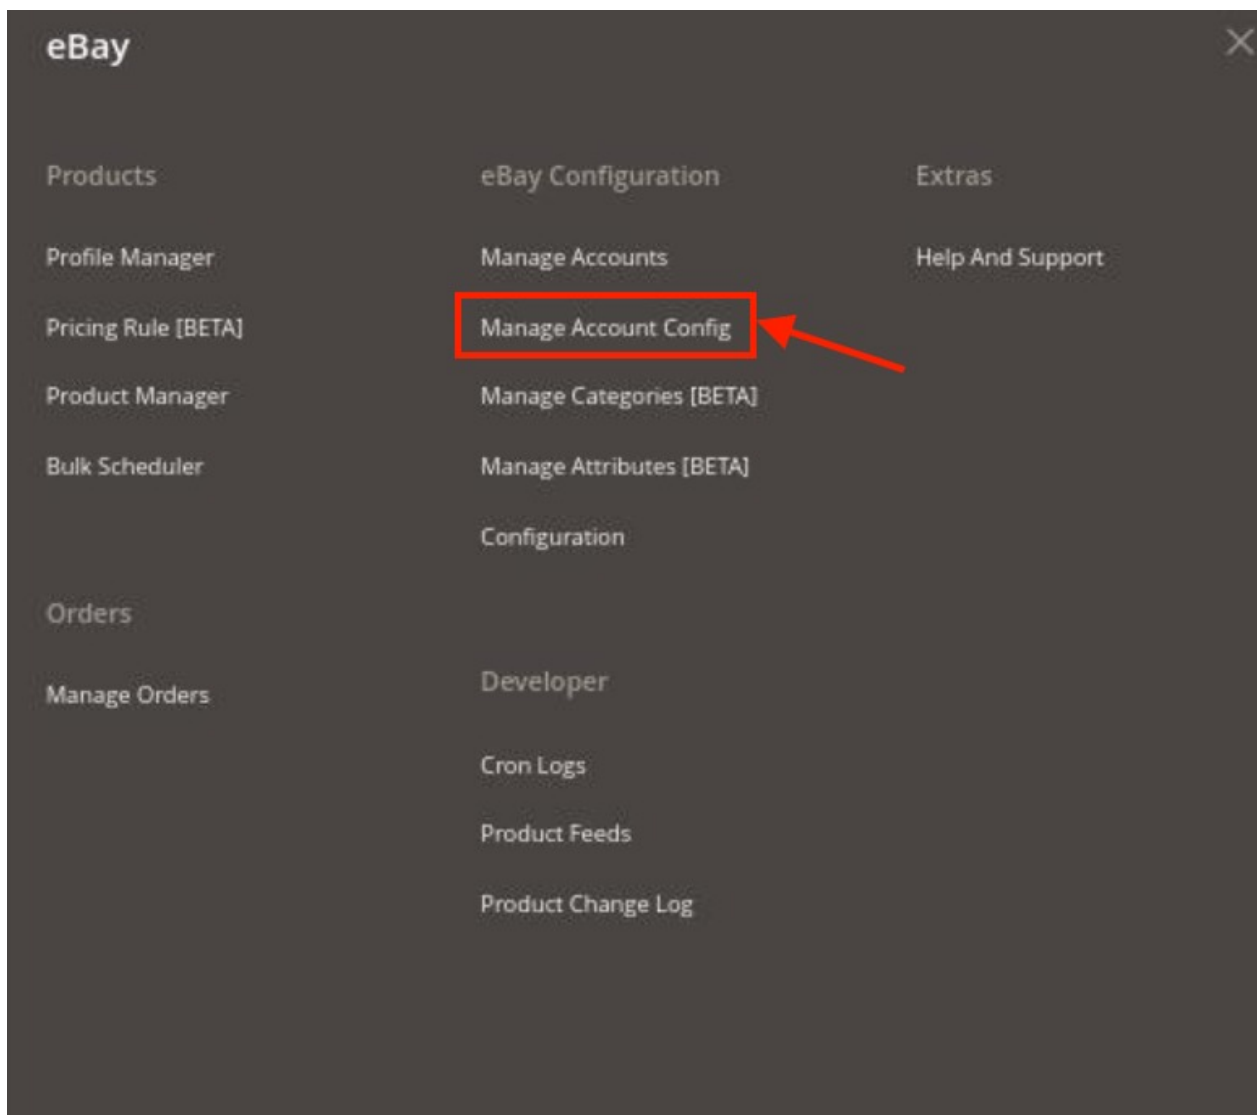 eBay
Products
Profile Manager
Pricing Rule [BETA]
Product Manager
Bulk Scheduler
Orders
Manage Orders
eBay Configuration
Manage Accounts
Manage Account Config
Manage Categories [BETA]
Manage Attributes [BETA]
Configuration
Developer
Cron Logs
Product Feeds
Product Change Log
Extras
Help And Support